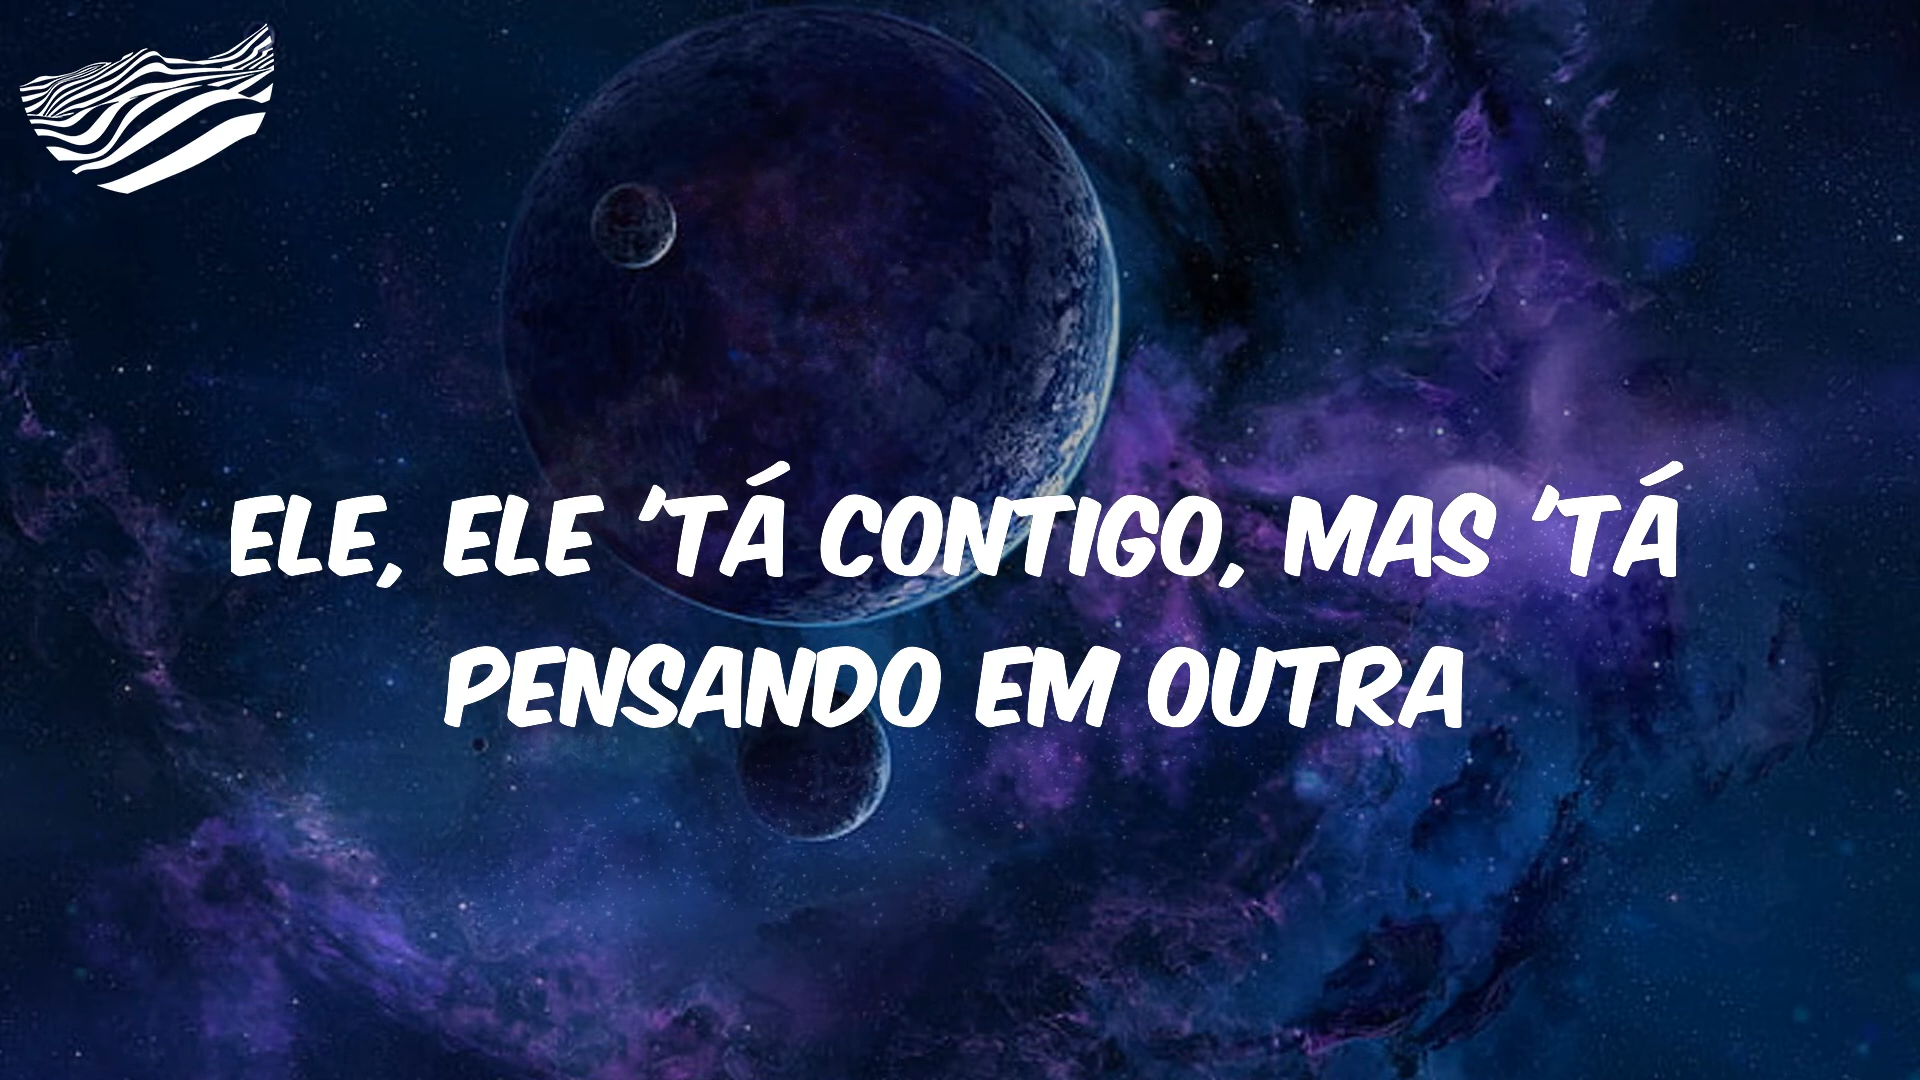 ELE, ELE 'TÁ CONTIGO, MAS 'TÁ
PENSANDO EM OUTRA